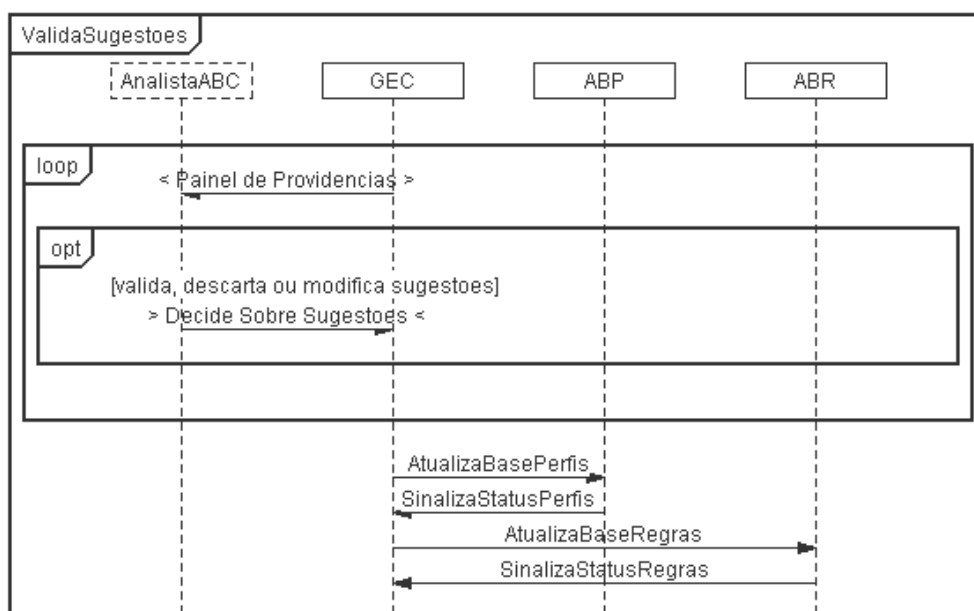 ValidaSugestoes
AnalistaABC GEC ABP ABR
loop
< Painel de Providencias >
opt
[valida, descarta ou modifica sugestoes]
> Decide Sobre Sugestoes <
AtualizaBasePerfis
SinalizaStatusPerfis
AtualizaBaseRegras
SinalizaStatusRegras